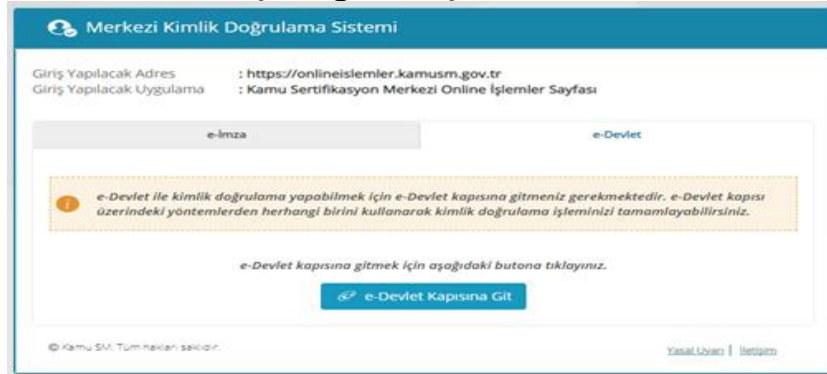 Merkezi Kimlik Doğrulama Sistemi
Giriş Yapılacak Adres : https://onlineislemler.kamusm.gov.tr
Giriş Yapılacak Uygulama : Kamu Sertifikasyon Merkezi Online İşlemler Sayfası
e-İmza e-Devlet
e-Devlet ile kimlik doğrulama yapabilmek için e-Devlet kapısına gitmeniz gerekmektedir. e-Devlet kapısı
üzerindeki yöntemlerden herhangi birini kullanarak kimlik doğrulama işleminizi tamamlayabilirsiniz.
e-Devlet kapısına gitmek için aşağıdaki butona tıklayınız.
e-Devlet Kapısına Git
© Kamu SM. Tüm hakları saklıdır. Yasal Uyarı | İletişim